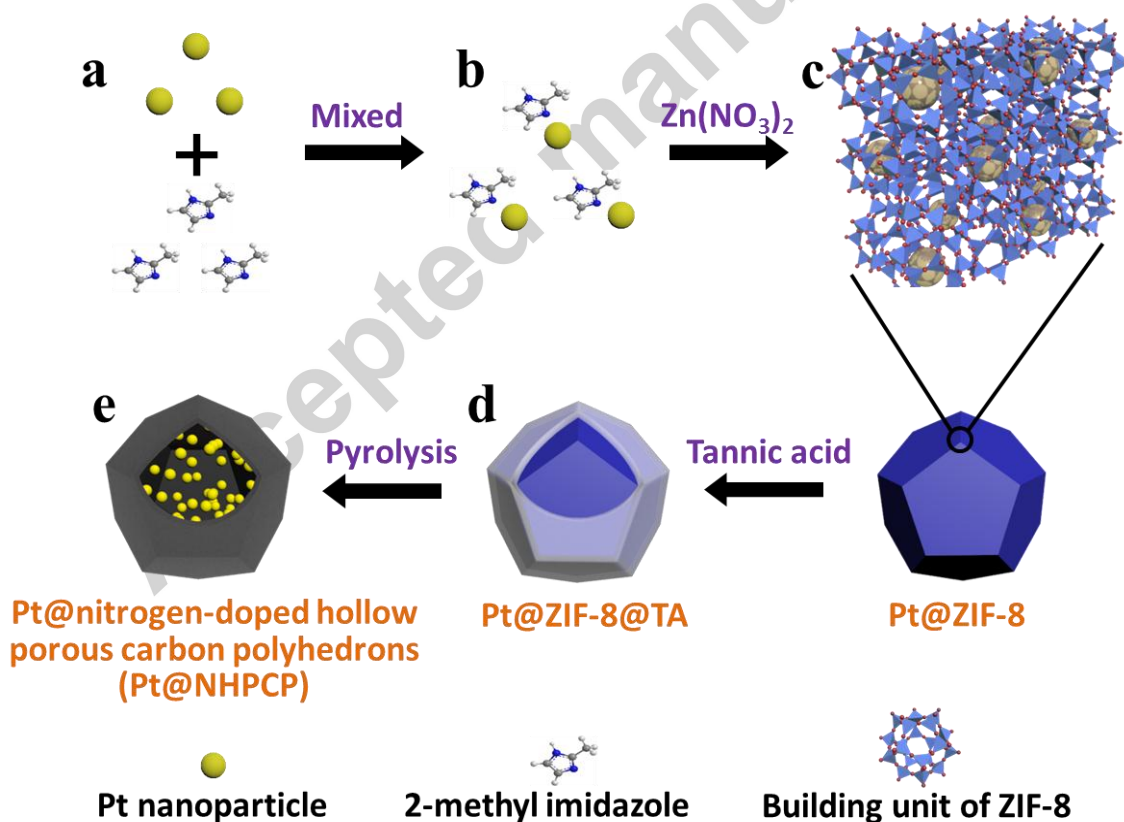 a
b
c
Mixed
Zn(NO₃)₂
+
e
d
Pyrolysis
Tannic acid
Pt@nitrogen-doped hollow
porous carbon polyhedrons
(Pt@NHPCP)
Pt@ZIF-8@TA
Pt@ZIF-8
Pt nanoparticle
2-methyl imidazole
Building unit of ZIF-8